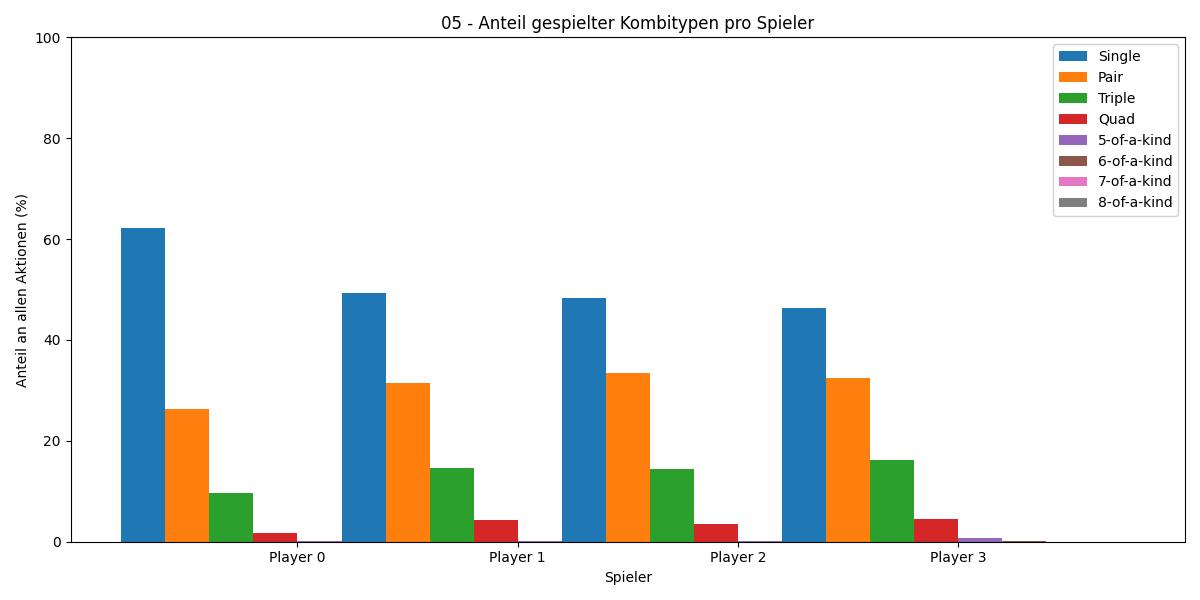 05 - Anteil gespielter Kombitypen pro Spieler
100
80
60
40
20
0
Anteil an allen Aktionen (%)
Single
Pair
Triple
Quad
5-of-a-kind
6-of-a-kind
7-of-a-kind
8-of-a-kind
Player 0
Player 1
Player 2
Player 3
Spieler